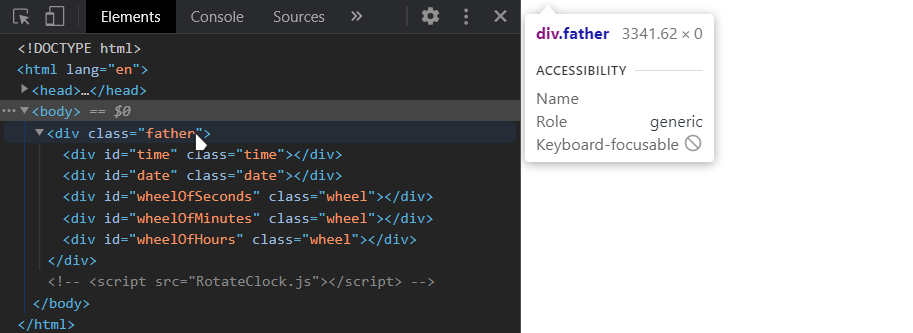 Elements Console Sources »
<!DOCTYPE html>
<html lang="en">
<head>…</head>
<body> == $0
<div class="father">
<div id="time" class="time"></div>
<div id="date" class="date"></div>
<div id="wheelOfSeconds" class="wheel"></div>
<div id="wheelOfMinutes" class="wheel"></div>
<div id="wheelOfHours" class="wheel"></div>
</div>
<!-- <script src="RotateClock.js"></script> -->
</body>
</html>
div.father 3341.62 × 0
ACCESSIBILITY
Name
Role generic
Keyboard-focusable